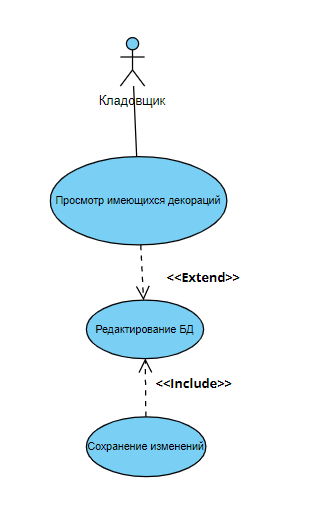 Кладовщик
Просмотр имеющихся декораций
<<Extend>>
Редактирование БД
<<Include>>
Сохранение изменений